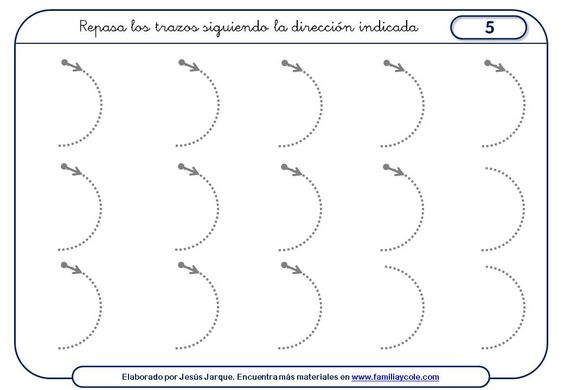 Repasa los trazos siguiendo la dirección indicada
5
Elaborado por Jesús Jarque. Encuentra más materiales en www.familiaycole.com